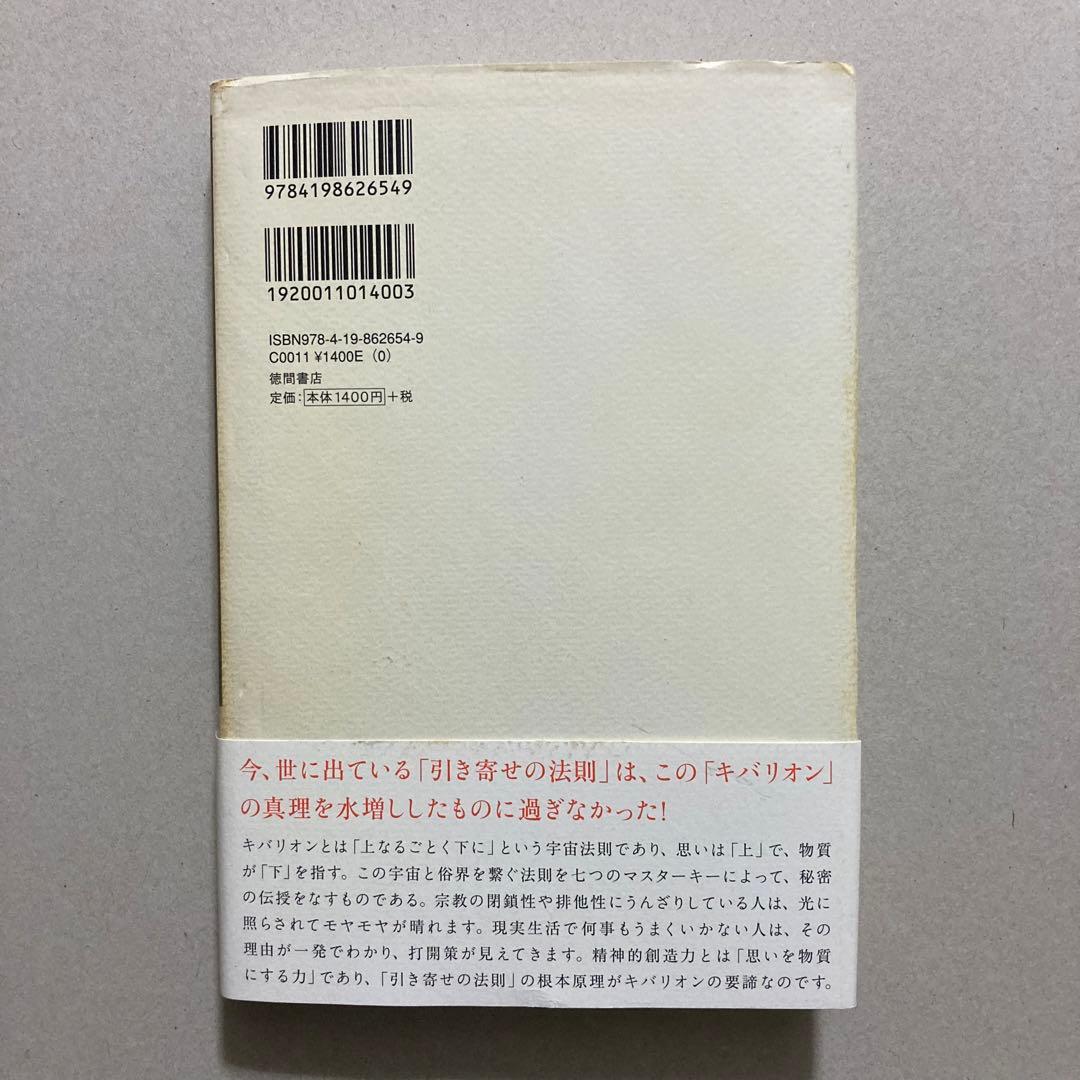 9784198626549
1920011014003
ISBN978-4-19-862654-9
C0011 ¥1400E (0)
徳間書店
定価:本体1400円+税
今、世に出ている「引き寄せの法則」は、この「キバリオン」
の真理を水増ししたものに過ぎなかった!
キバリオンとは「上なるごとく下に」という宇宙法則であり、思いは「上」で、物質
が「下」を指す。この宇宙と俗界を繋ぐ法則を七つのマスターキーによって、秘密
の伝授をなすものである。宗教の閉鎖性や排他性にうんざりしている人は、光に
照らされてモヤモヤが晴れます。現実生活で何事もうまくいかない人は、その
理由が一発でわかり、打開策が見えてきます。精神的創造力とは「思いを物質
にする力」であり、「引き寄せの法則」の根本原理がキバリオンの要諦なのです。